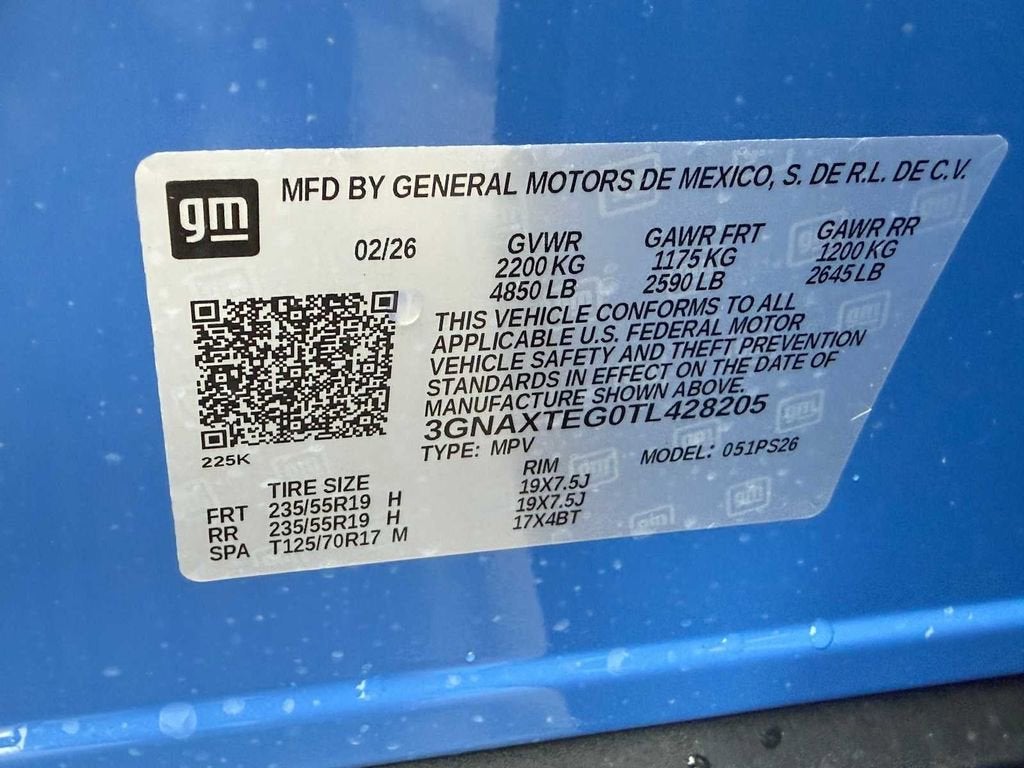 gm
MFD BY GENERAL MOTORS DE MEXICO, S. DE R.L. DE C.V.
02/26
GVWR GAWR FRT GAWR RR
2200 KG 1175 KG 1200 KG
4850 LB 2590 LB 2645 LB
THIS VEHICLE CONFORMS TO ALL
APPLICABLE U.S. FEDERAL MOTOR
VEHICLE SAFETY AND THEFT PREVENTION
STANDARDS IN EFFECT ON THE DATE OF
MANUFACTURE SHOWN ABOVE.
3GNAXTEG0TL428205
TYPE: MPV MODEL: 051PS26
225K
TIRE SIZE RIM
FRT 235/55R19 H 19X7.5J
RR 235/55R19 H 19X7.5J
SPA T125/70R17 M 17X4BT